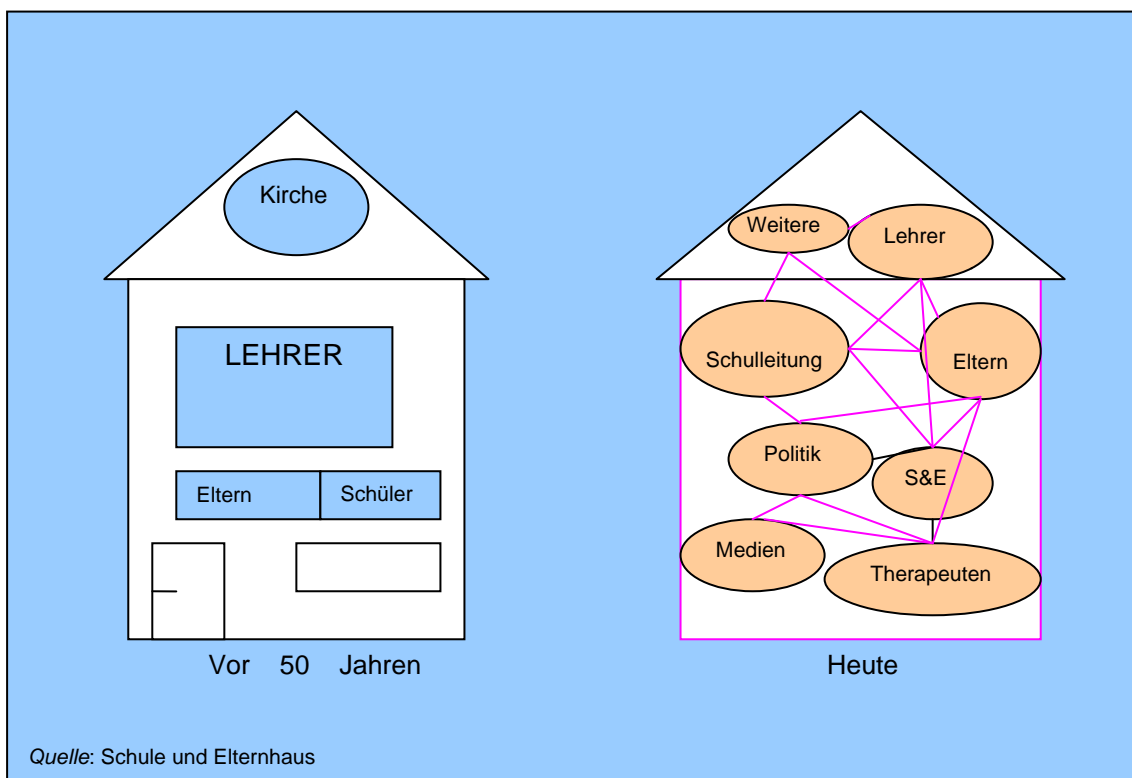 Kirche
LEHRER
Eltern
Schüler
Vor 50 Jahren
Weitere
Lehrer
Schulleitung
Eltern
Politik
S&E
Medien
Therapeuten
Heute
Quelle: Schule und Elternhaus